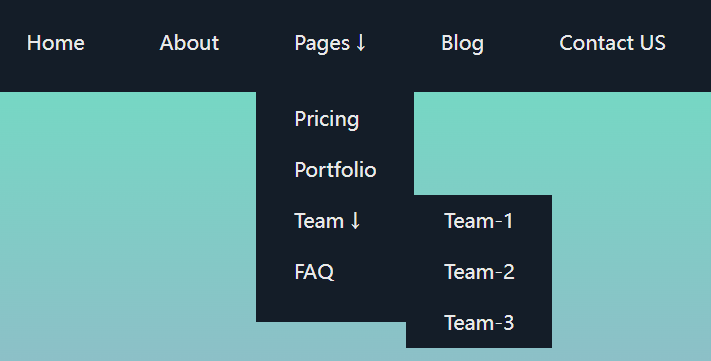 Home About Pages ↓ Blog Contact US
Pricing
Portfolio
Team ↓ Team-1
FAQ Team-2
Team-3